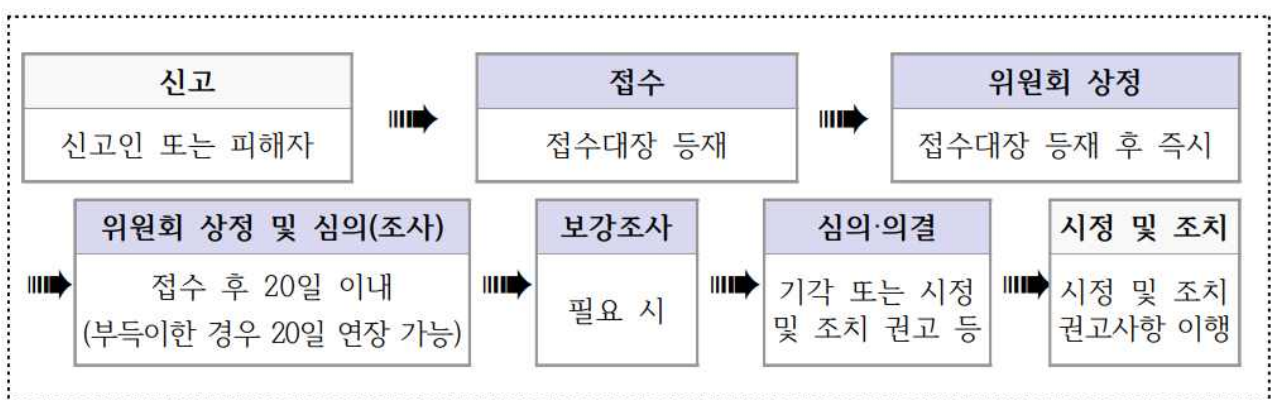 신고
신고인 또는 피해자
접수
접수대장 등재
위원회 상정
접수대장 등재 후 즉시
위원회 상정 및 심의(조사)
접수 후 20일 이내
(부득이한 경우 20일 연장 가능)
보강조사
필요 시
심의·의결
기각 또는 시정
및 조치 권고 등
시정 및 조치
시정 및 조치
권고사항 이행